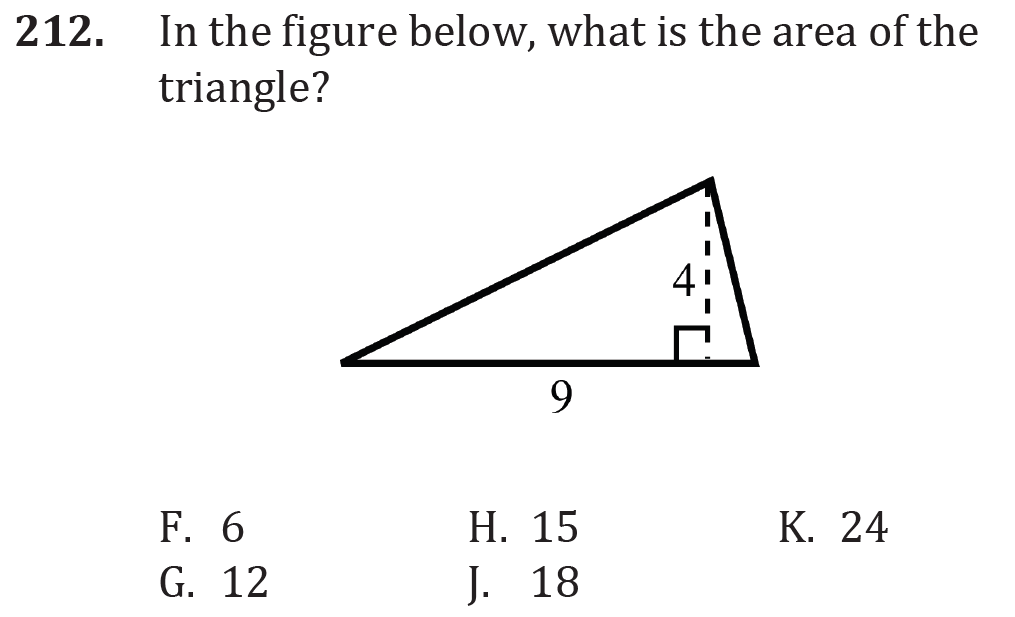 212. In the figure below, what is the area of the
triangle?
4
9
F. 6 H. 15 K. 24
G. 12 J. 18